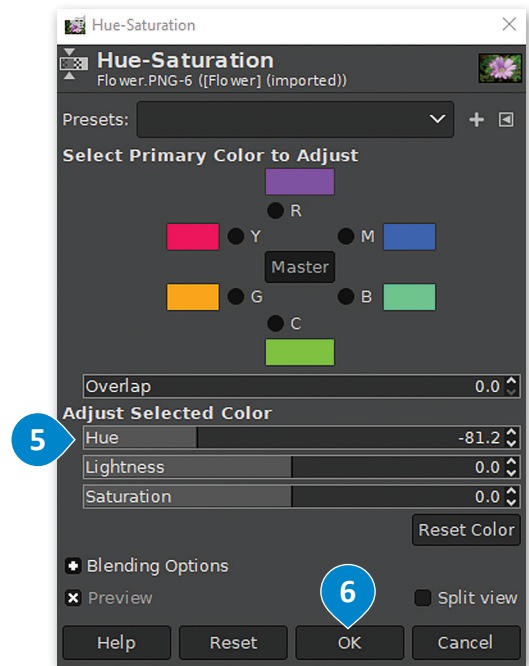 Hue-Saturation
Hue-Saturation
Flower.PNG-6 ([Flower] (imported))
Presets:
Select Primary Color to Adjust
R
Y M
Master
G B
C
Overlap 0.0
Adjust Selected Color
5 Hue -81.2
Lightness 0.0
Saturation 0.0
Reset Color
Blending Options
Preview 6 Split view
Help Reset OK Cancel